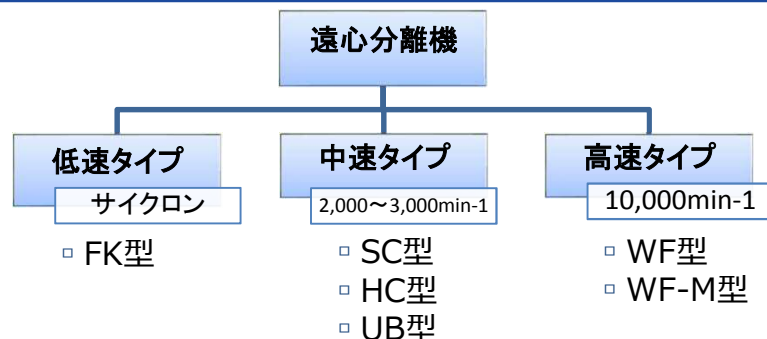 遠心分離機
低速タイプ
サイクロン
▫ FK型
中速タイプ
2,000～3,000min-1
▫ SC型
▫ HC型
▫ UB型
高速タイプ
10,000min-1
▫ WF型
▫ WF-M型